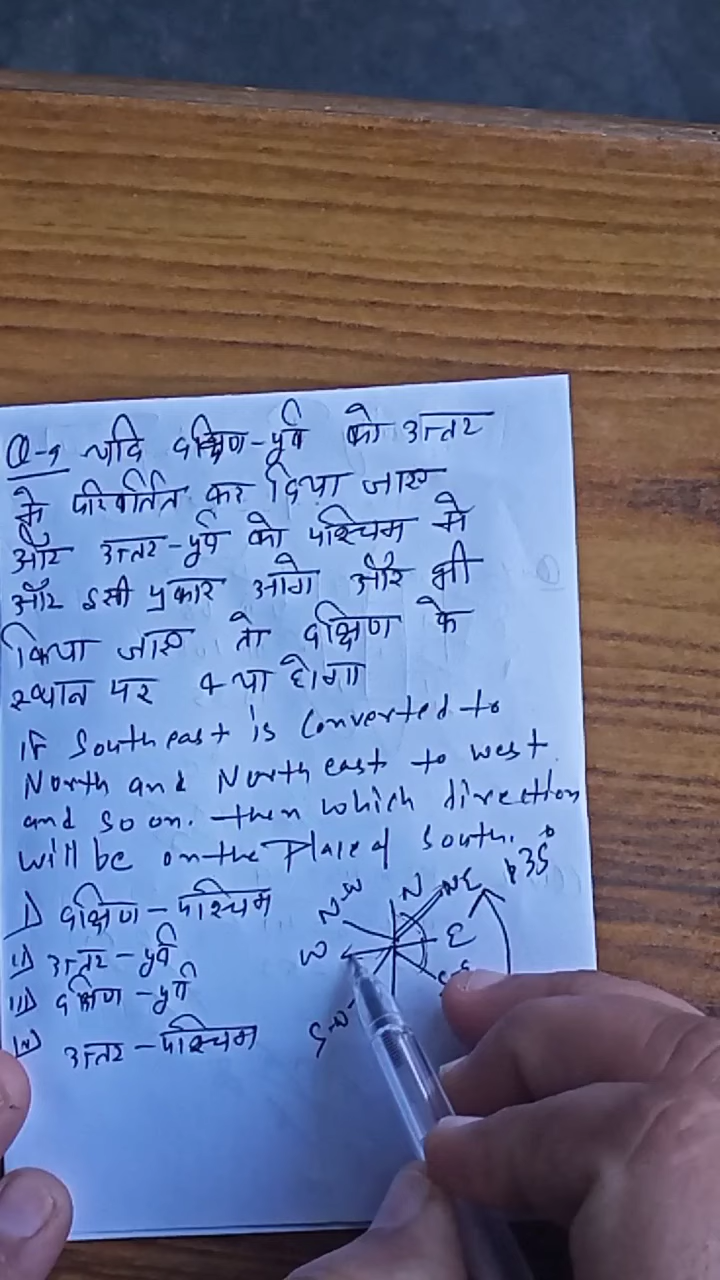 Q-1 यदि दक्षिण-पूर्व को उत्तर
में परिवर्तित कर दिया जाए
और उत्तर-पूर्व को पश्चिम में
और इसी प्रकार आगे और भी
किया जाए तो दक्षिण के
स्थान पर क्या होगा
If South east is converted to
North and North east to west
and so on. then which direction
will be on the Place of South.
I) दक्षिण-पश्चिम
II) उत्तर-पूर्व
III) दक्षिण-पूर्व
IV) उत्तर-पश्चिम
N-W N NE 135
W E
S-W S-E